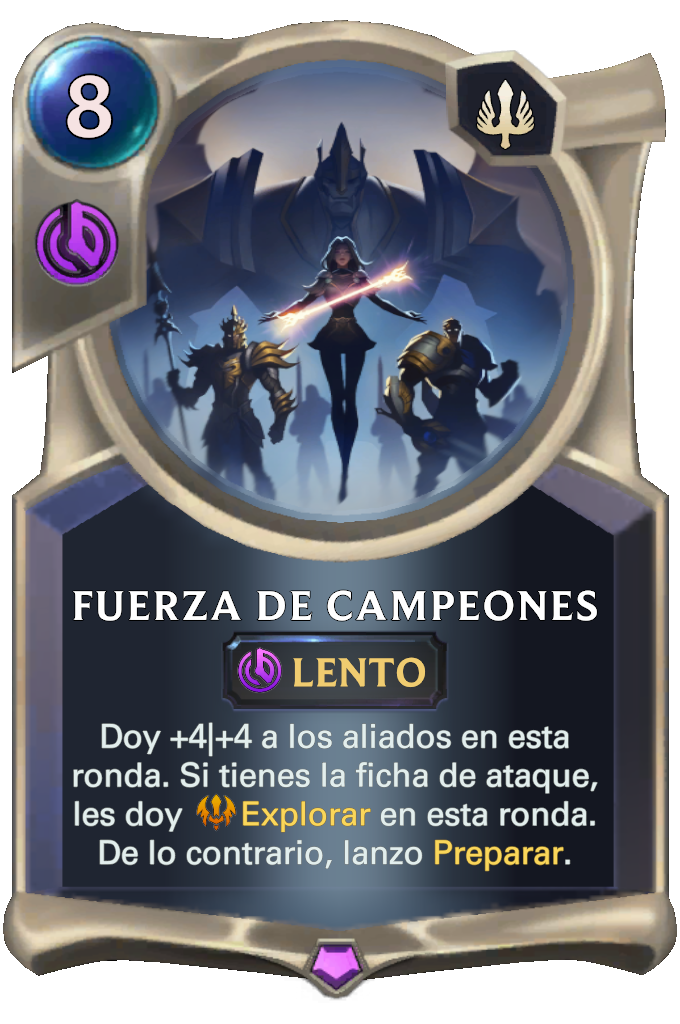 8
FUERZA DE CAMPEONES
LENTO
Doy +4|+4 a los aliados en esta
ronda. Si tienes la ficha de ataque,
les doy Explorar en esta ronda.
De lo contrario, lanzo Preparar.